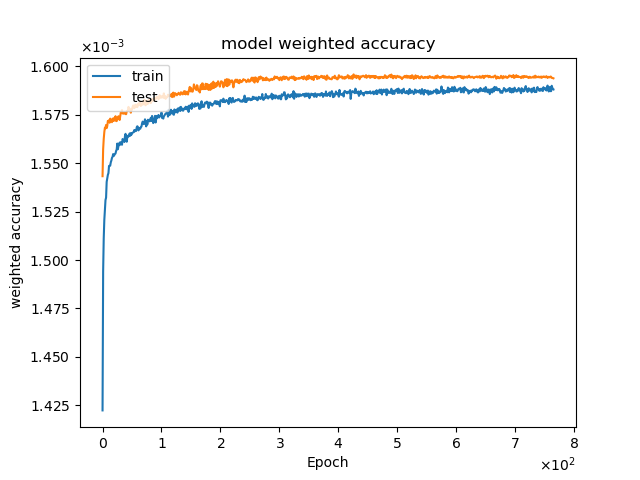 ×10⁻³
model weighted accuracy
1.600
1.575
1.550
1.525
1.500
1.475
1.450
1.425
weighted accuracy
train
test
0 1 2 3 4 5 6 7 8
Epoch
×10²